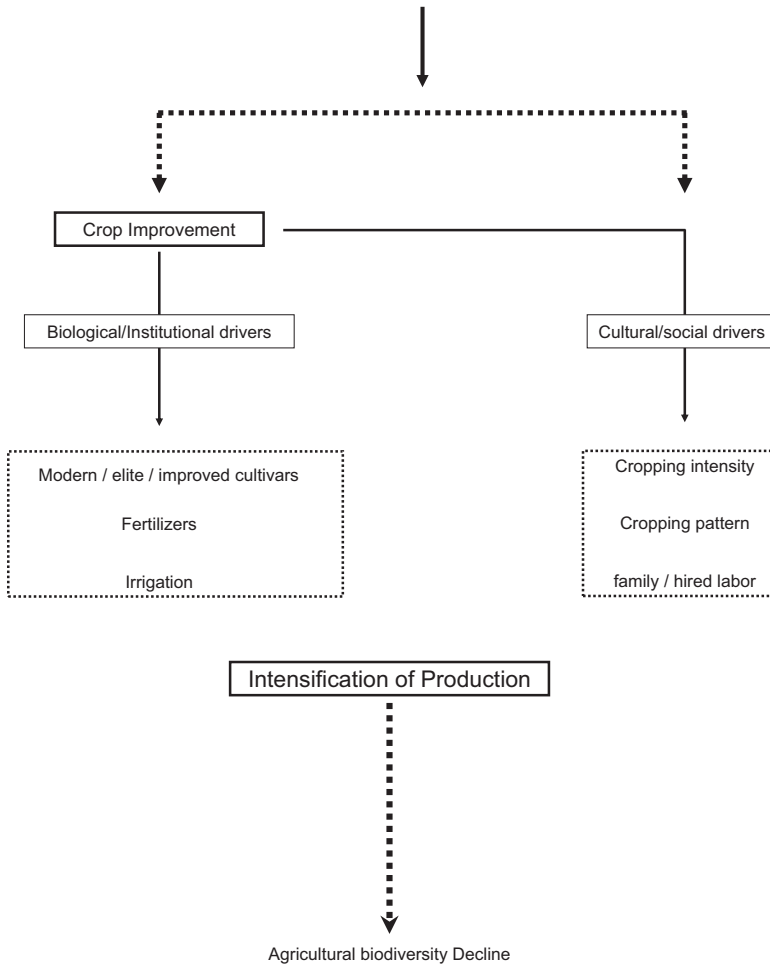 Crop Improvement
Biological/Institutional drivers
Cultural/social drivers
Modern / elite / improved cultivars
Fertilizers
Irrigation
Cropping intensity
Cropping pattern
family / hired labor
Intensification of Production
Agricultural biodiversity Decline